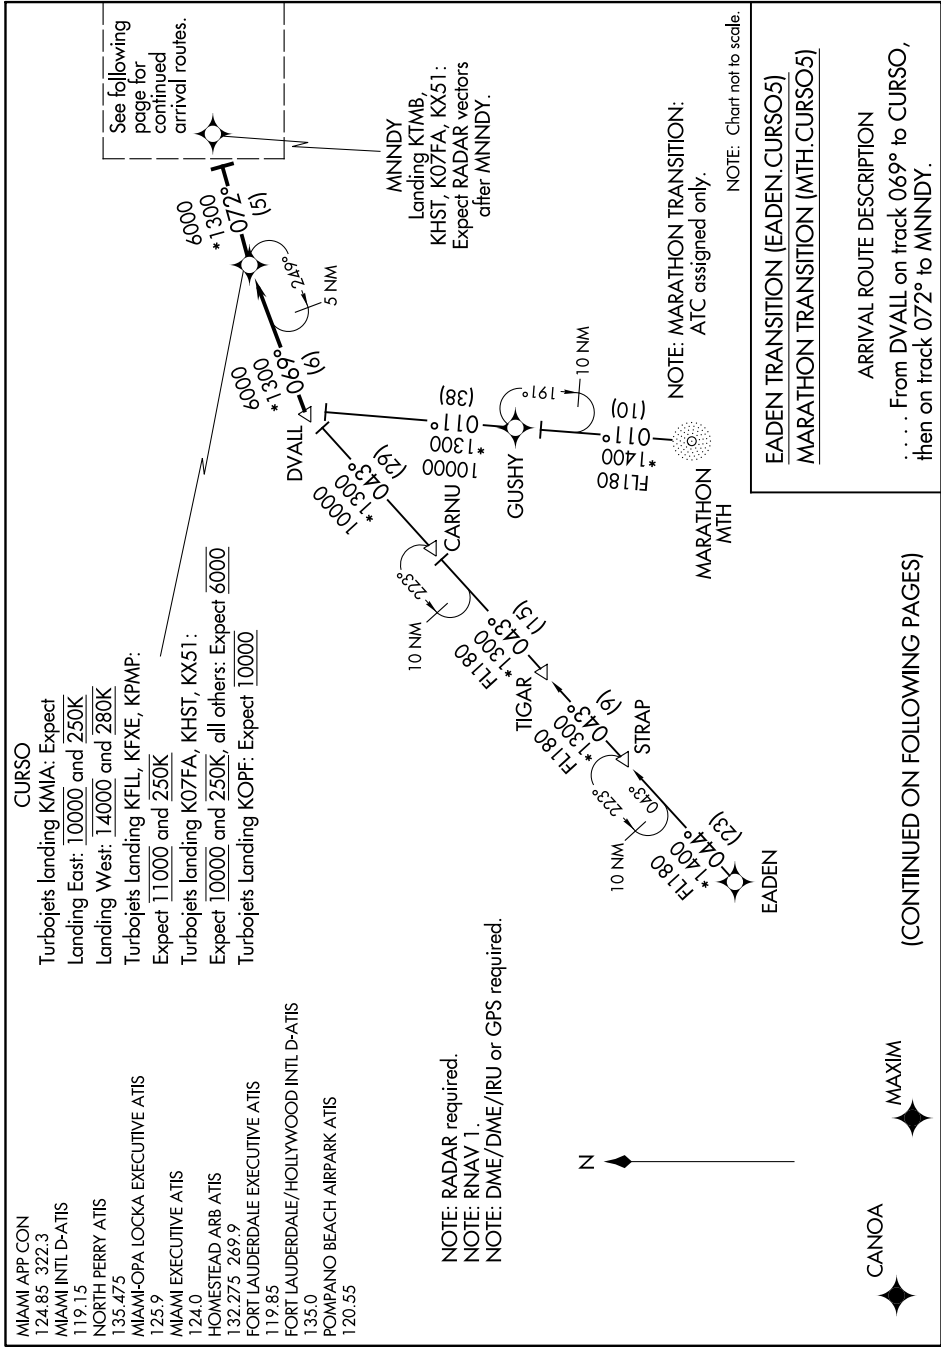 MIAMI APP CON
124.85 322.3
MIAMI INTL D-ATIS
119.15
NORTH PERRY ATIS
135.475
MIAMI-OPA LOCKA EXECUTIVE ATIS
125.9
MIAMI EXECUTIVE ATIS
124.0
HOMESTEAD ARB ATIS
132.275 269.9
FORT LAUDERDALE EXECUTIVE ATIS
119.85
FORT LAUDERDALE/HOLLYWOOD INTL D-ATIS
135.0
POMPANO BEACH AIRPARK ATIS
120.55
CURSO
Turbojets landing KMIA: Expect
Landing East: 10000 and 250K
Landing West: 14000 and 280K
Turbojets Landing KFLL, KFXE, KPMP:
Expect 11000 and 250K
Turbojets landing K07FA, KHST, KX51:
Expect 10000 and 250K, all others: Expect 6000
Turbojets Landing KOPF: Expect 10000
See following
page for
continued
arrival routes.
6000
*1300
072°
(5)
249°
5 NM
MNNDY
Landing KTMB,
KHST, K07FA, KX51:
Expect RADAR vectors
after MNNDY.
6000
*1300
069°
(6)
DVALL
10000
*1300
043°
(29)
10000
*1300
011°
(38)
CARNU
223°
10 NM
GUSHY
191°
10 NM
FL180
*1400
011°
(10)
MARATHON
MTH
FL180
*1300
043°
(15)
TIGAR
FL180
*1300
043°
(9)
STRAP
223°
043°
10 NM
FL180
*1400
044°
(23)
EADEN
NOTE: RADAR required.
NOTE: RNAV 1.
NOTE: DME/DME/IRU or GPS required.
N
NOTE: MARATHON TRANSITION:
ATC assigned only.
NOTE: Chart not to scale.
CANOA
MAXIM
(CONTINUED ON FOLLOWING PAGES)
EADEN TRANSITION (EADEN.CURSO5)
MARATHON TRANSITION (MTH.CURSO5)
ARRIVAL ROUTE DESCRIPTION
. . . . From DVALL on track 069° to CURSO,
then on track 072° to MNNDY.